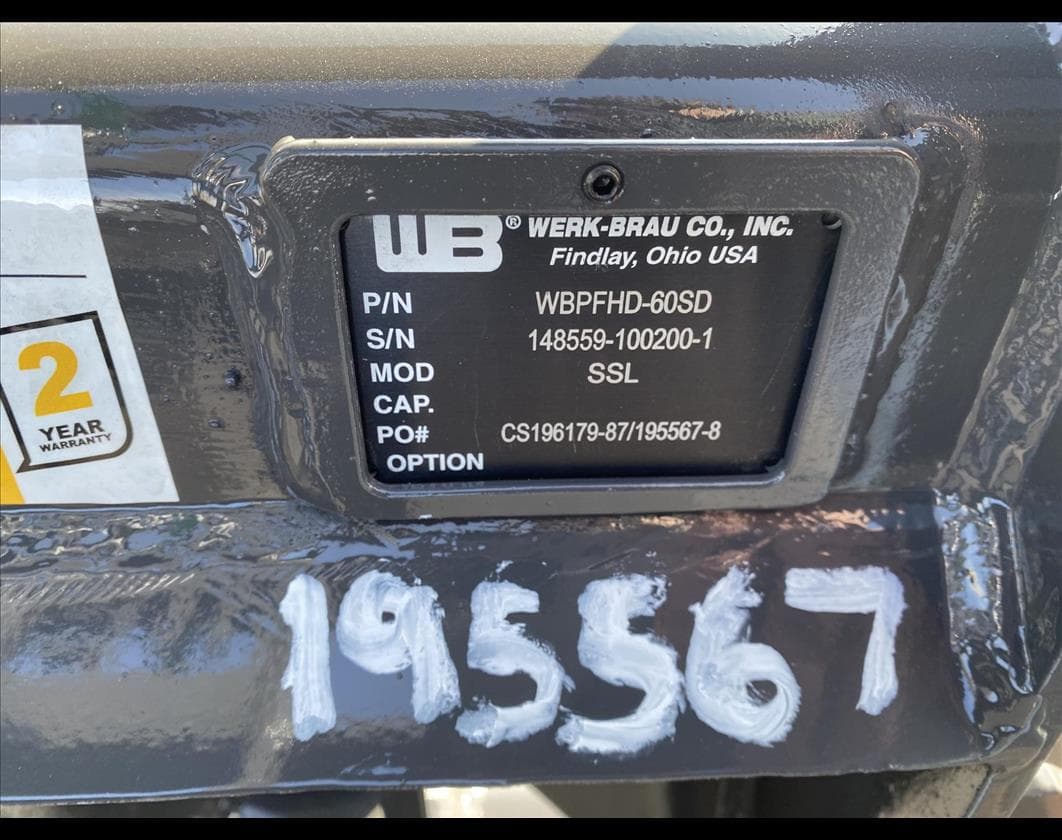 WB® WERK-BRAU CO., INC.
Findlay, Ohio USA
P/N WBPFHD-60SD
S/N 148559-100200-1
MOD SSL
CAP.
PO# CS196179-87/195567-8
OPTION
2
YEAR
WARRANTY
195567